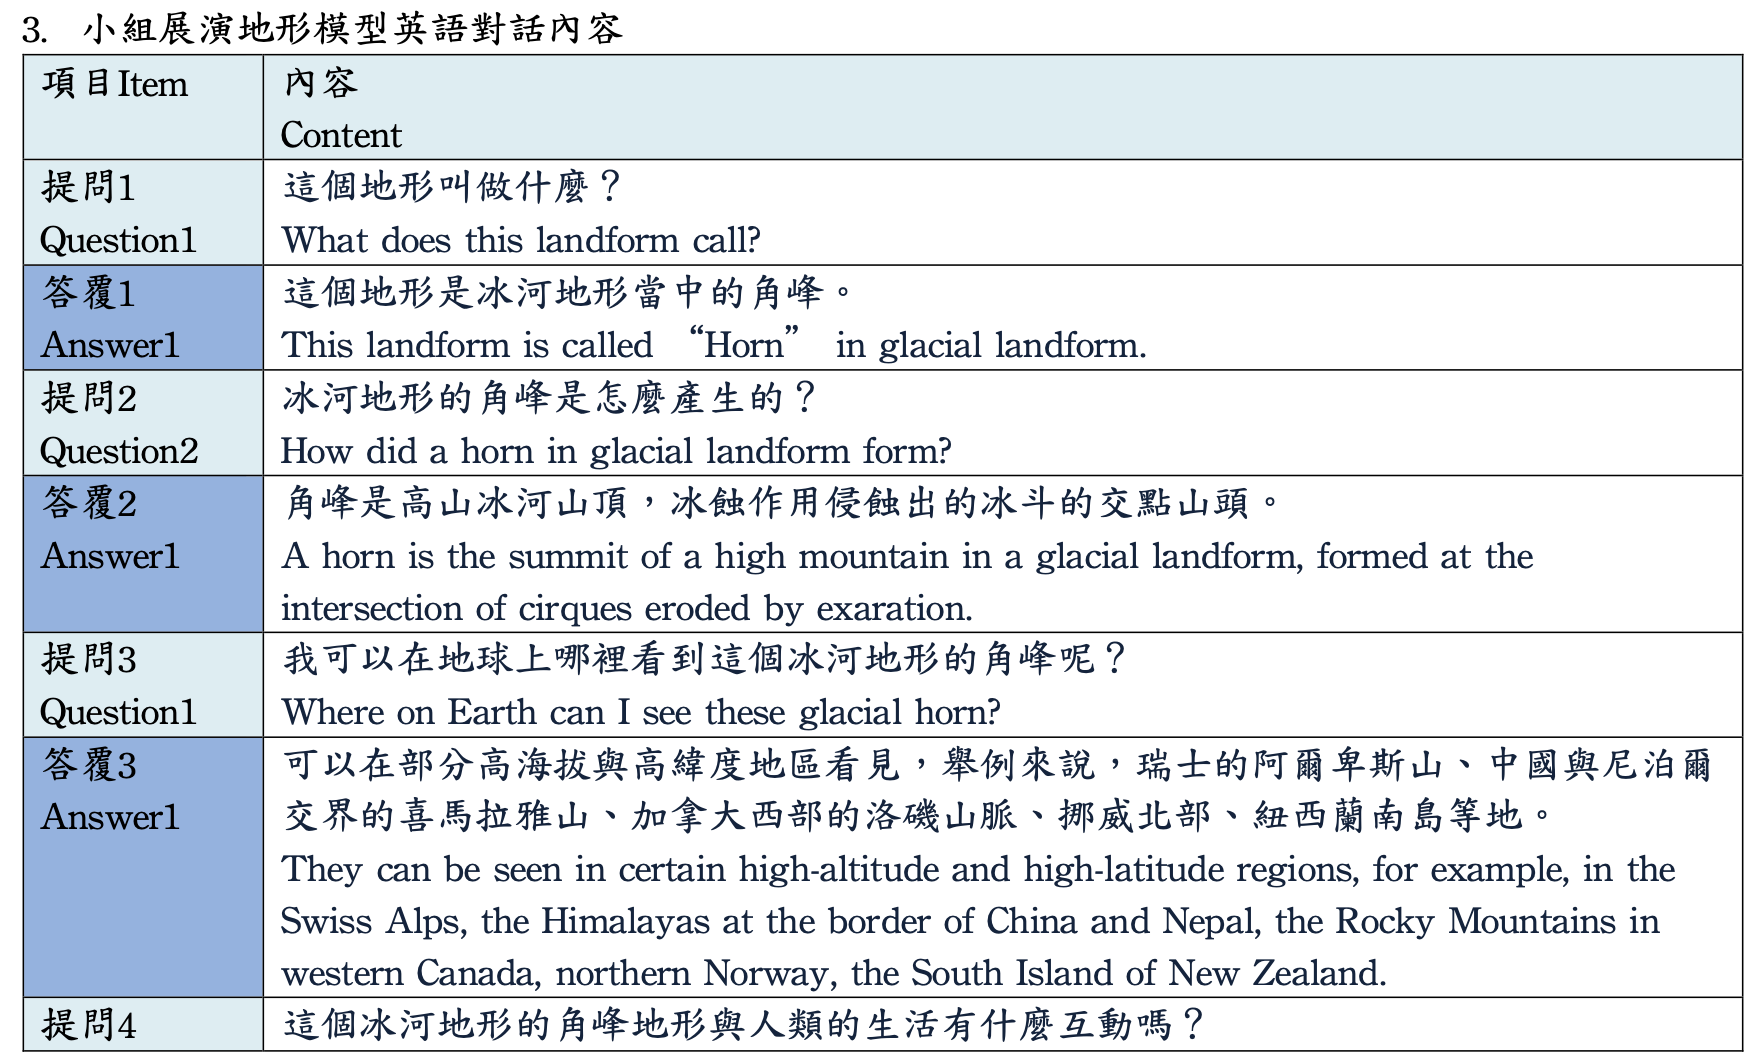 3. 小組展演地形模型英語對話內容
項目Item
內容
Content
提問1
Question1
這個地形叫做什麼？
What does this landform call?
答覆1
Answer1
這個地形是冰河地形當中的角峰。
This landform is called “Horn” in glacial landform.
提問2
Question2
冰河地形的角峰是怎麼產生的？
How did a horn in glacial landform form?
答覆2
Answer1
角峰是高山冰河山頂，冰蝕作用侵蝕出的冰斗的交點山頭。
A horn is the summit of a high mountain in a glacial landform, formed at the
intersection of cirques eroded by exaration.
提問3
Question1
我可以在地球上哪裡看到這個冰河地形的角峰呢？
Where on Earth can I see these glacial horn?
答覆3
Answer1
可以在部分高海拔與高緯度地區看見，舉例來說，瑞士的阿爾卑斯山、中國與尼泊爾
交界的喜馬拉雅山、加拿大西部的洛磯山脈、挪威北部、紐西蘭南島等地。
They can be seen in certain high-altitude and high-latitude regions, for example, in the
Swiss Alps, the Himalayas at the border of China and Nepal, the Rocky Mountains in
western Canada, northern Norway, the South Island of New Zealand.
提問4
這個冰河地形的角峰地形與人類的生活有什麼互動嗎？